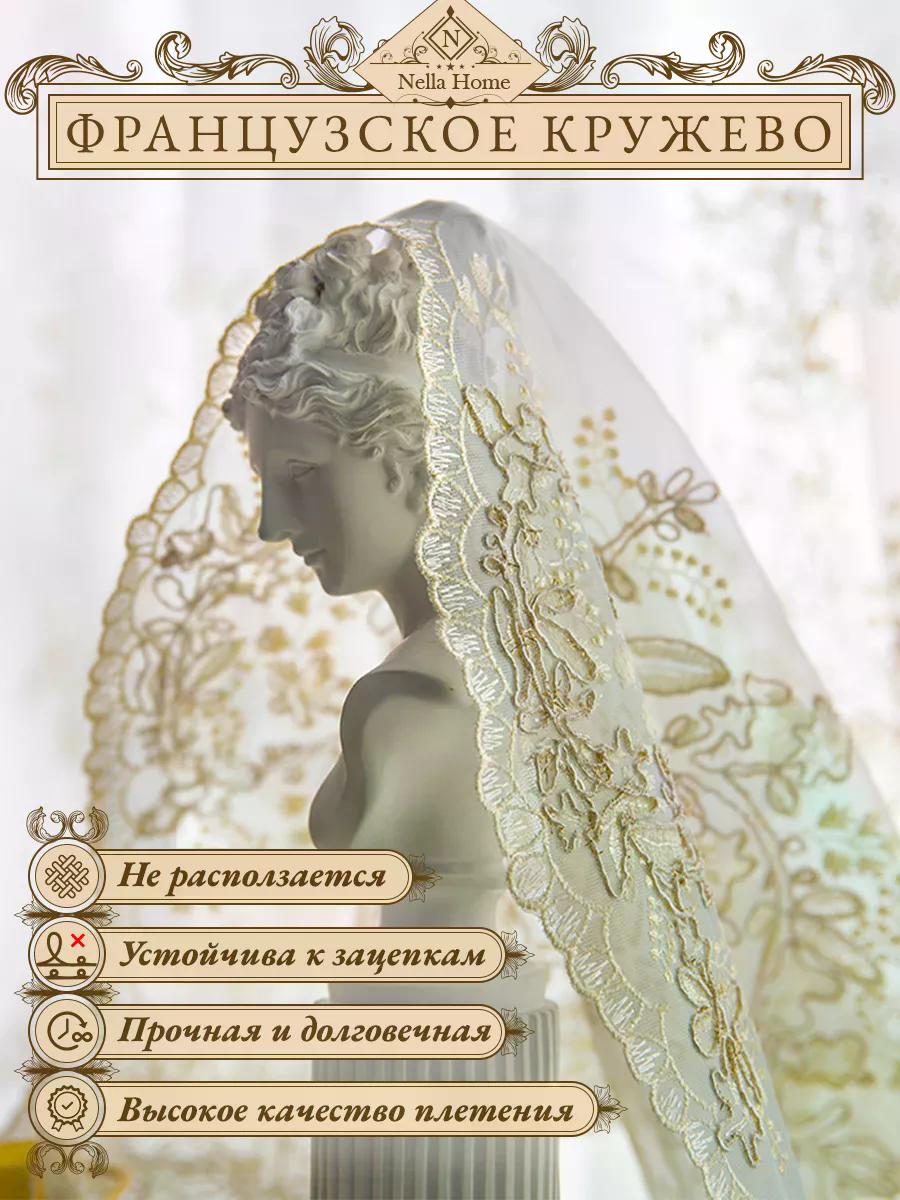 N
Nella Home
ФРАНЦУЗСКОЕ КРУЖЕВО
Не расползается
Устойчива к зацепкам
Прочная и долговечная
Высокое качество плетения